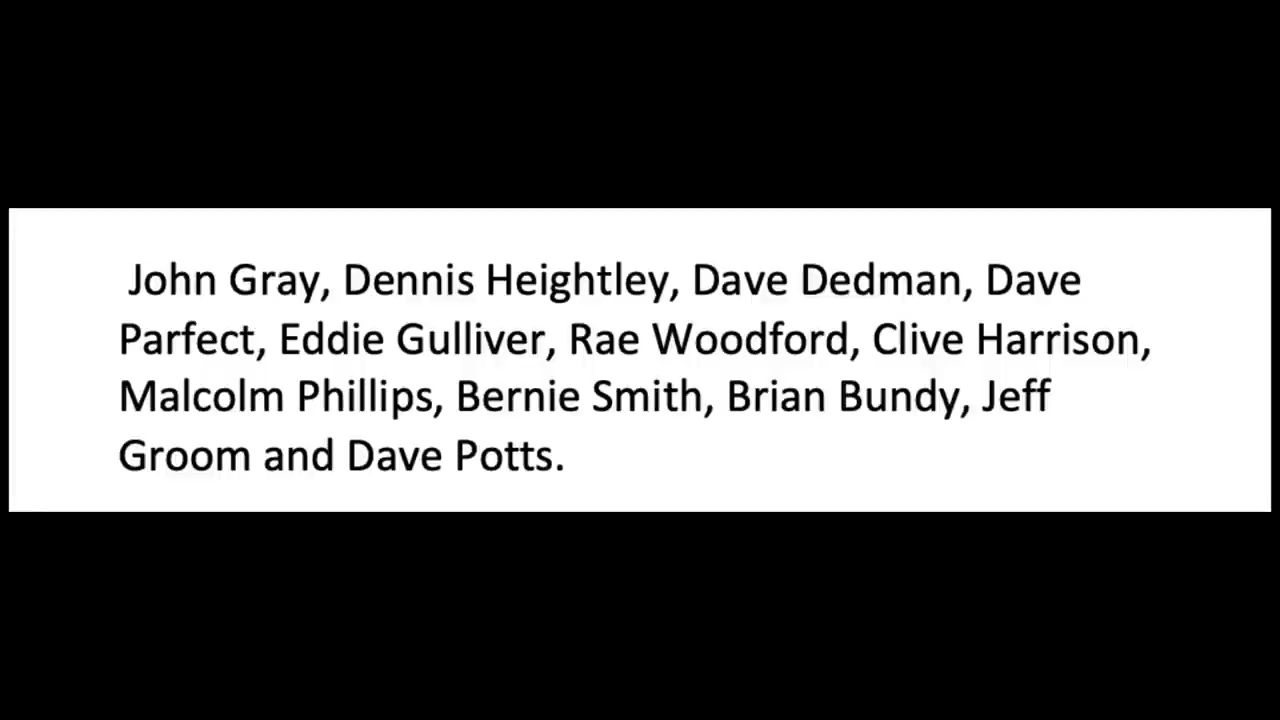 John Gray, Dennis Heightley, Dave Dedman, Dave
Parfect, Eddie Gulliver, Rae Woodford, Clive Harrison,
Malcolm Phillips, Bernie Smith, Brian Bundy, Jeff
Groom and Dave Potts.